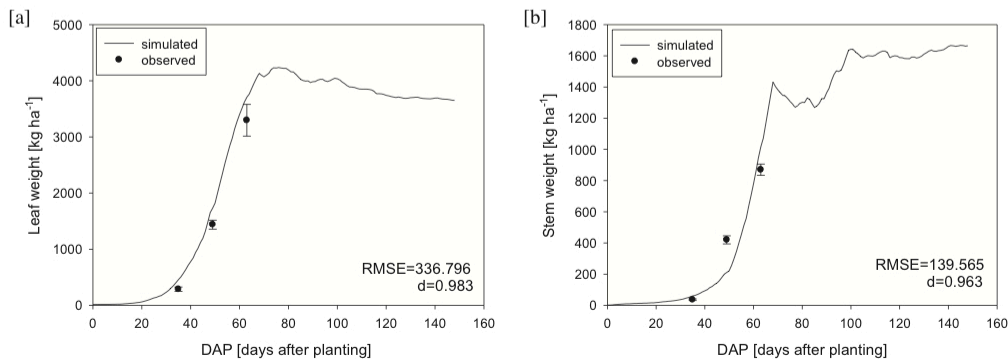 [a]
5000
4000
3000
2000
1000
0
Leaf weight [kg ha-1]
simulated
observed
RMSE=336.796
d=0.983
0 20 40 60 80 100 120 140 160
DAP [days after planting]
[b]
1800
1600
1400
1200
1000
800
600
400
200
0
Stem weight [kg ha-1]
simulated
observed
RMSE=139.565
d=0.963
0 20 40 60 80 100 120 140 160
DAP [days after planting]